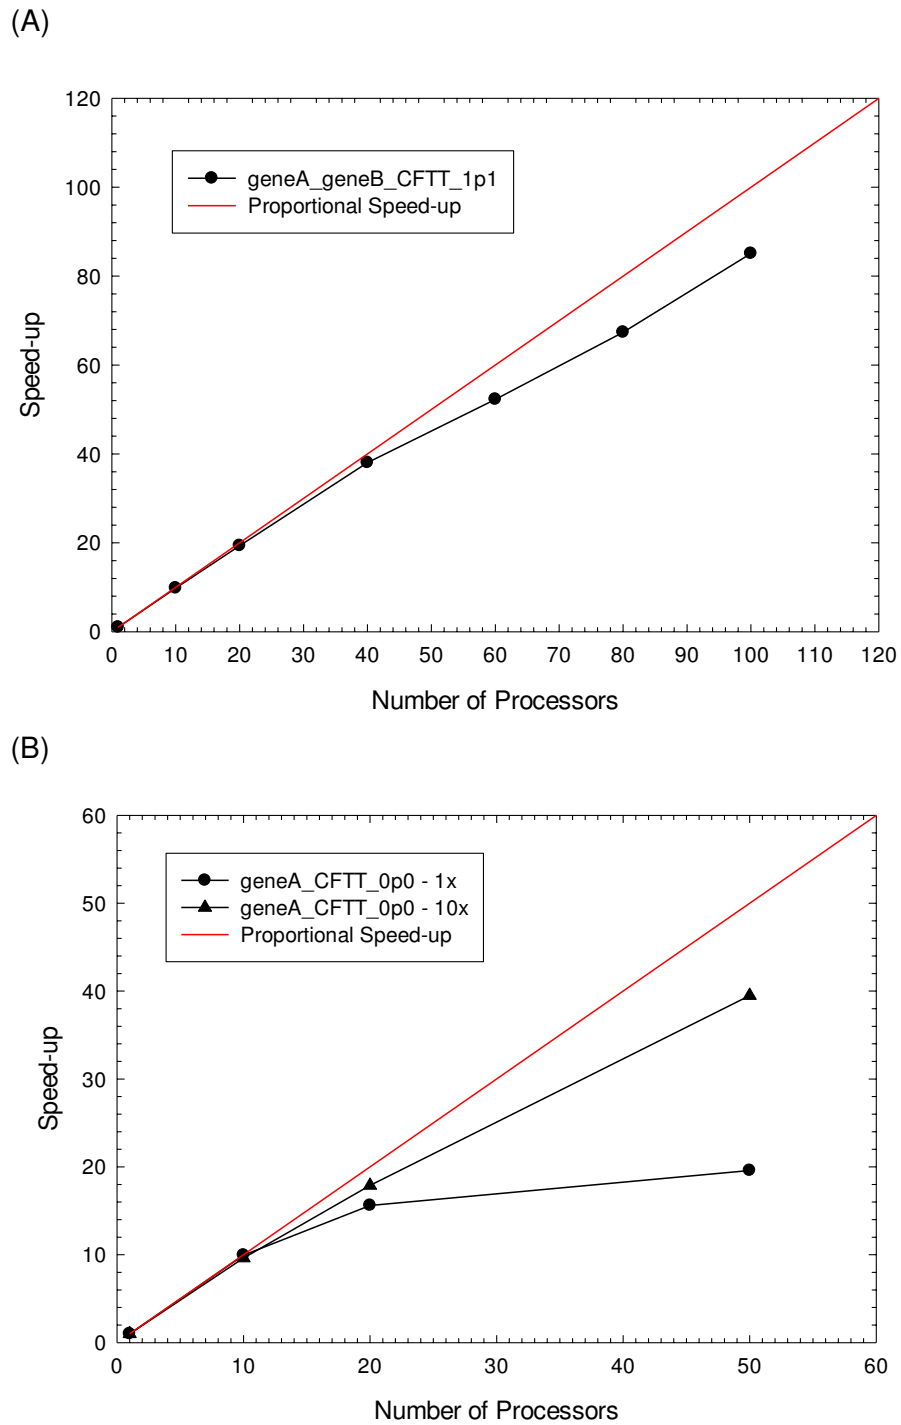 (A)
120
100
80
60
40
20
0
geneA_geneB_CFTT_1p1
Proportional Speed-up
Speed-up
0 10 20 30 40 50 60 70 80 90 100 110 120
Number of Processors
(B)
60
50
40
30
20
10
0
geneA_CFTT_0p0 - 1x
geneA_CFTT_0p0 - 10x
Proportional Speed-up
Speed-up
0 10 20 30 40 50 60
Number of Processors